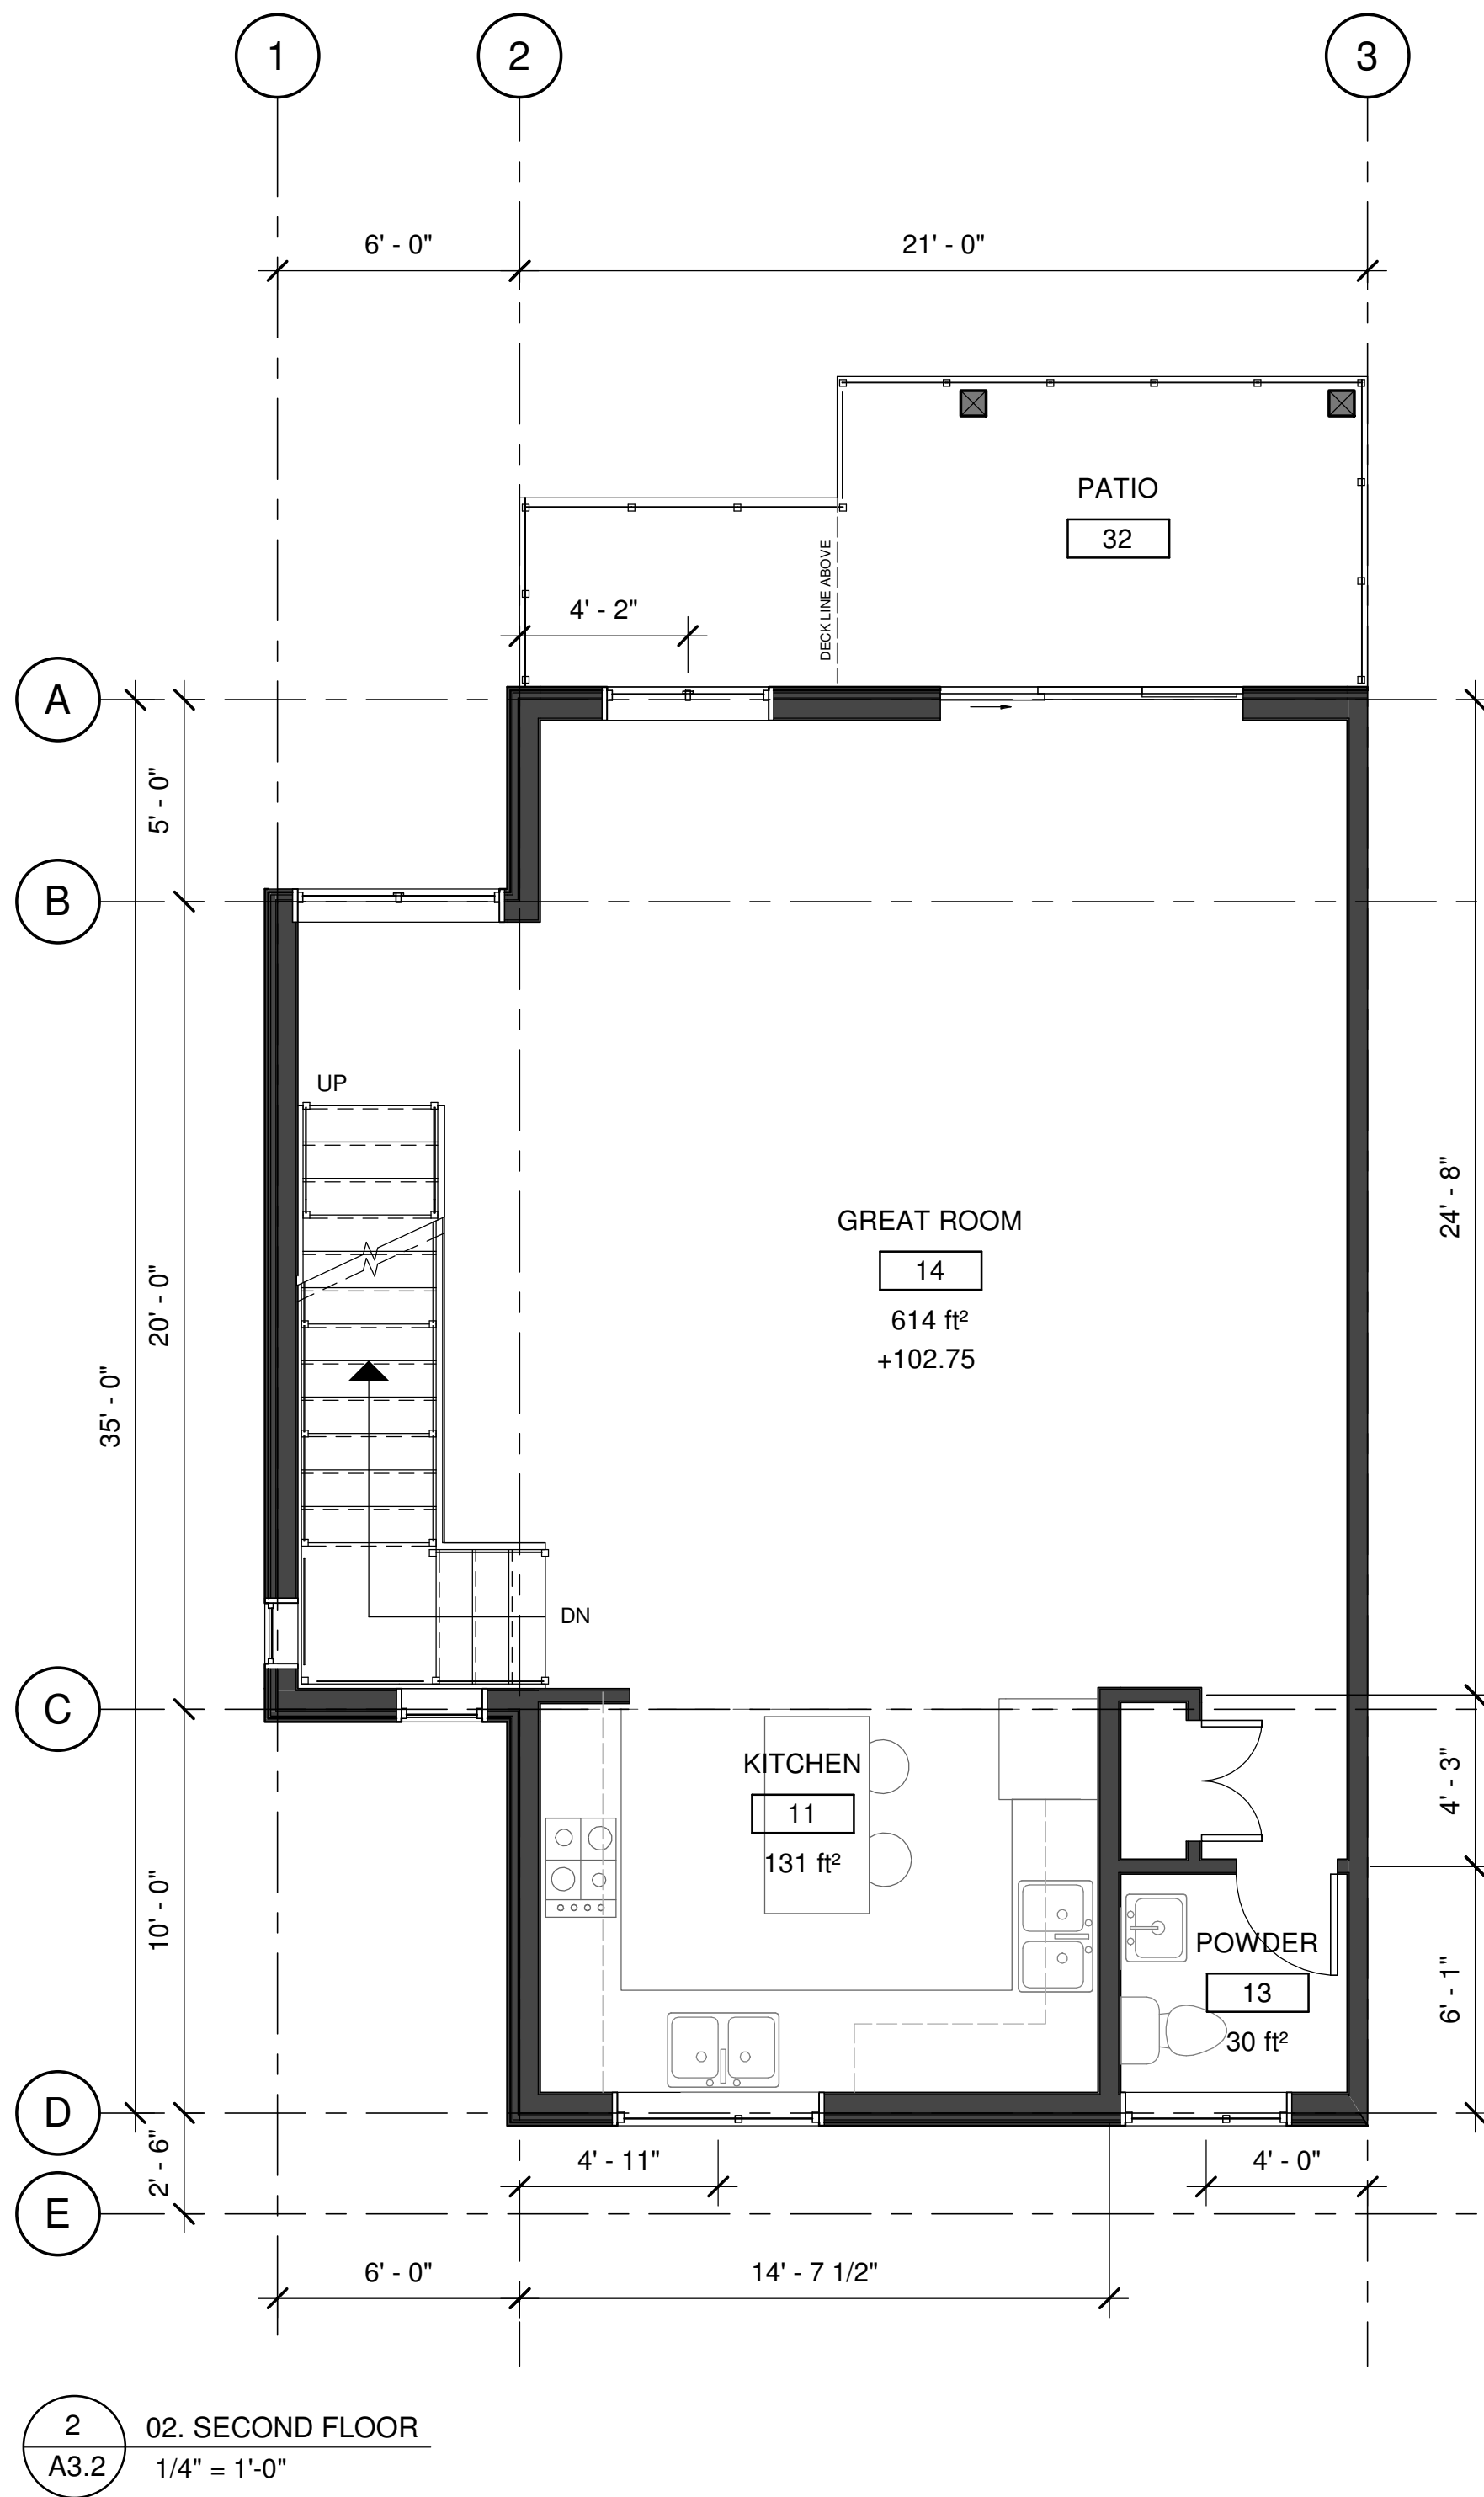 1
2
3
6' - 0"
21' - 0"
PATIO
32
DECK LINE ABOVE
4' - 2"
A
5' - 0"
B
UP
GREAT ROOM
14
614 ft²
+102.75
24' - 8"
20' - 0"
35' - 0"
DN
C
KITCHEN
11
131 ft²
4' - 3"
10' - 0"
POWDER
13
30 ft²
6' - 1"
D
2' - 6"
4' - 11"
4' - 0"
E
6' - 0"
14' - 7 1/2"
2
A3.2
02. SECOND FLOOR
1/4" = 1'-0"